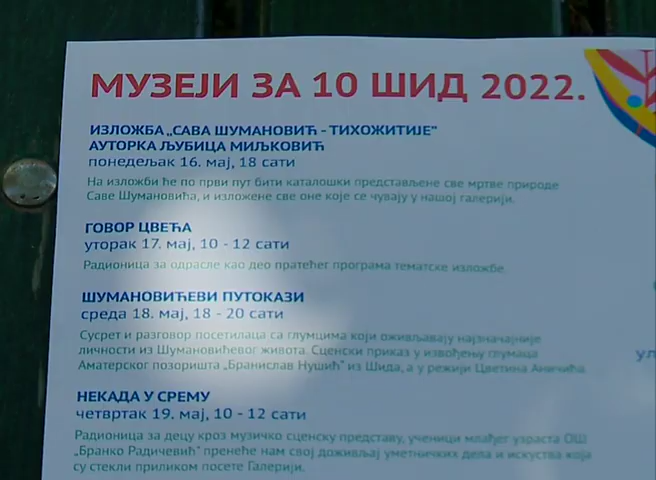 МУЗЕЈИ ЗА 10 ШИД 2022.
ИЗЛОЖБА „САВА ШУМАНОВИЋ - ТИХОЖИТИЈЕ"
АУТОРКА ЉУБИЦА МИЉКОВИЋ
понедељак 16. мај, 18 сати
На изложби ће по први пут бити каталошки представљене све мртве природе
Саве Шумановића, и изложене све оне које се чувају у нашој галерији.
ГОВОР ЦВЕЋА
уторак 17. мај, 10 - 12 сати
Радионица за одрасле као део пратећег програма тематске изложбе.
ШУМАНОВИЋЕВИ ПУТОКАЗИ
среда 18. мај, 18 - 20 сати
Сусрет и разговор посетилаца са глумцима који оживљавају најзначајније
личности из Шумановићевог живота. Сценски приказ у извођењу глумаца
Аматерског позоришта „Бранислав Нушић" из Шида, а у режији Цветина Аничића
НЕКАДА У СРЕМУ
четвртак 19. мај, 10 - 12 сати
Радионица за децу кроз музичко сценску представу, ученици млађег узраста ОШ
„Бранко Радичевић" пренеће нам свој доживљај уметничких дела и искуства која
су стекли приликом посете Галерији.